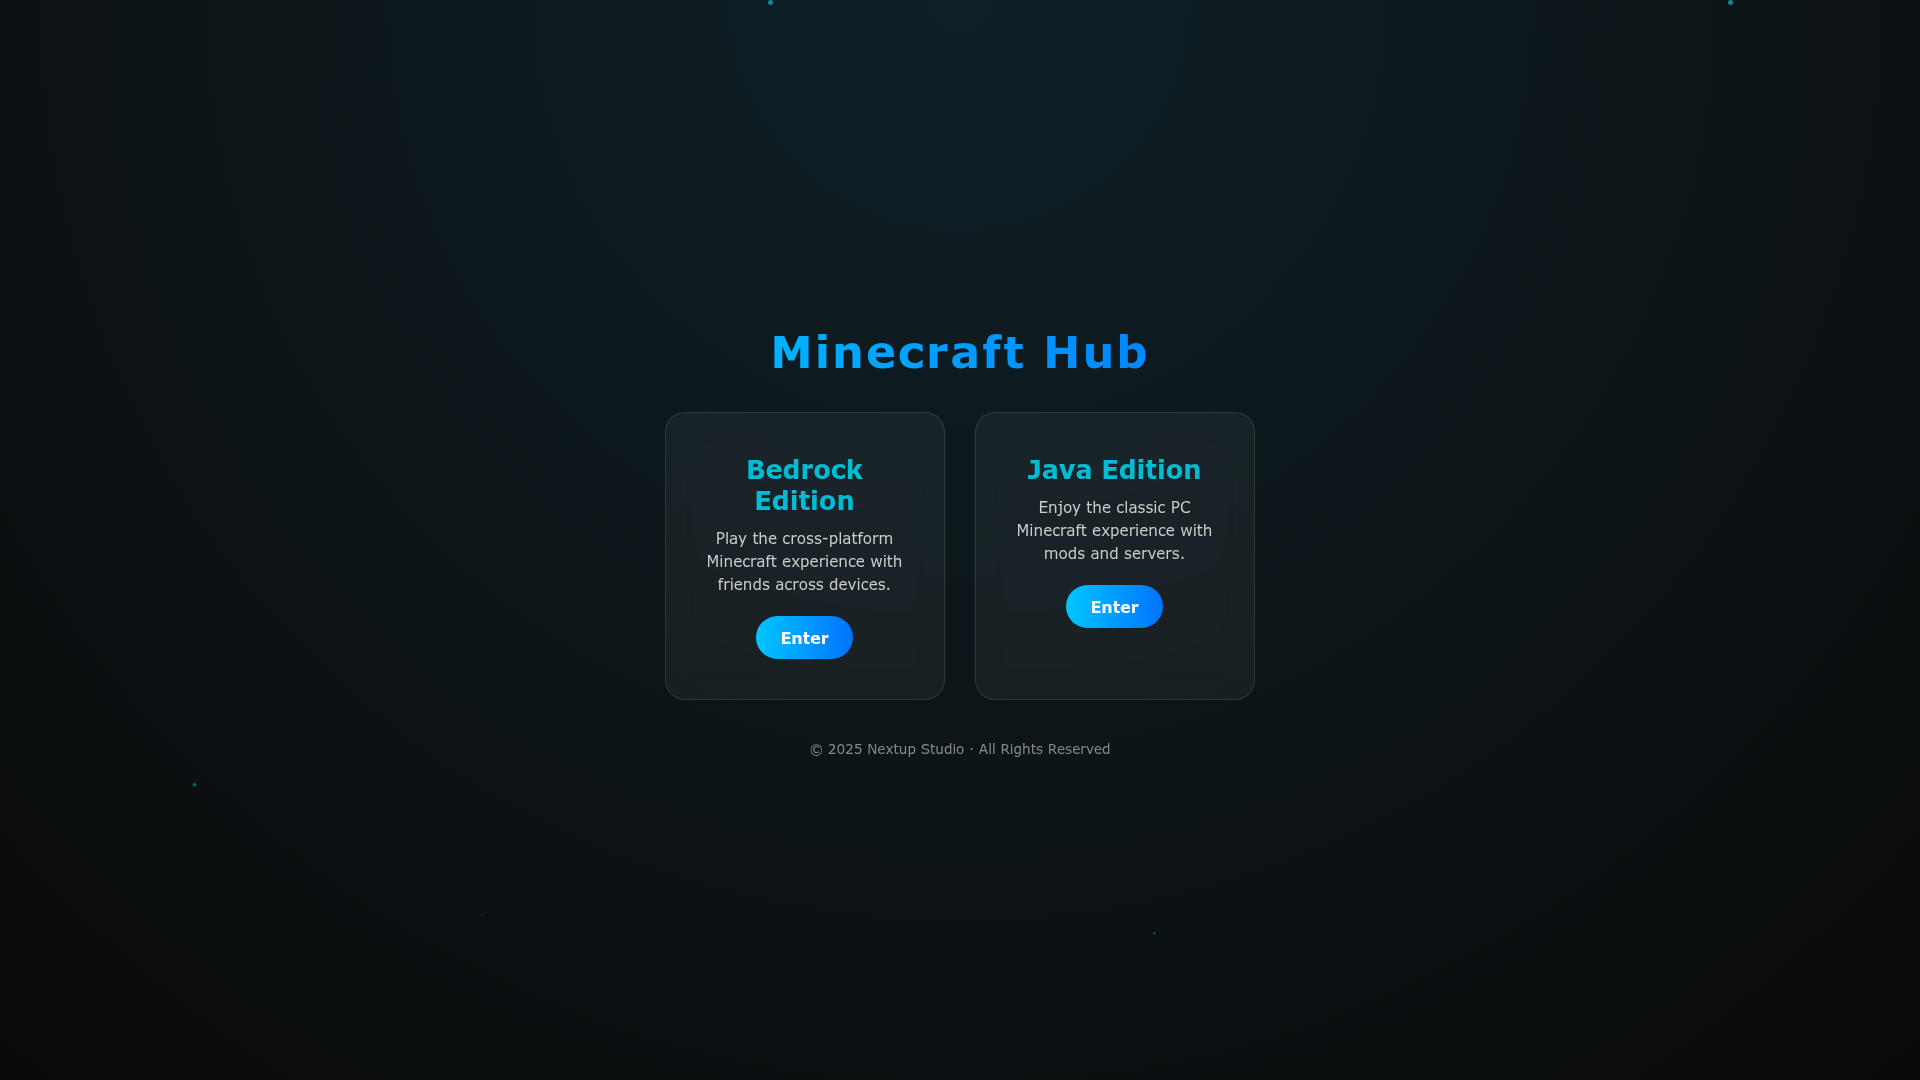 Minecraft Hub
Bedrock
Edition
Play the cross-platform
Minecraft experience with
friends across devices.
Enter
Java Edition
Enjoy the classic PC
Minecraft experience with
mods and servers.
Enter
© 2025 Nextup Studio · All Rights Reserved